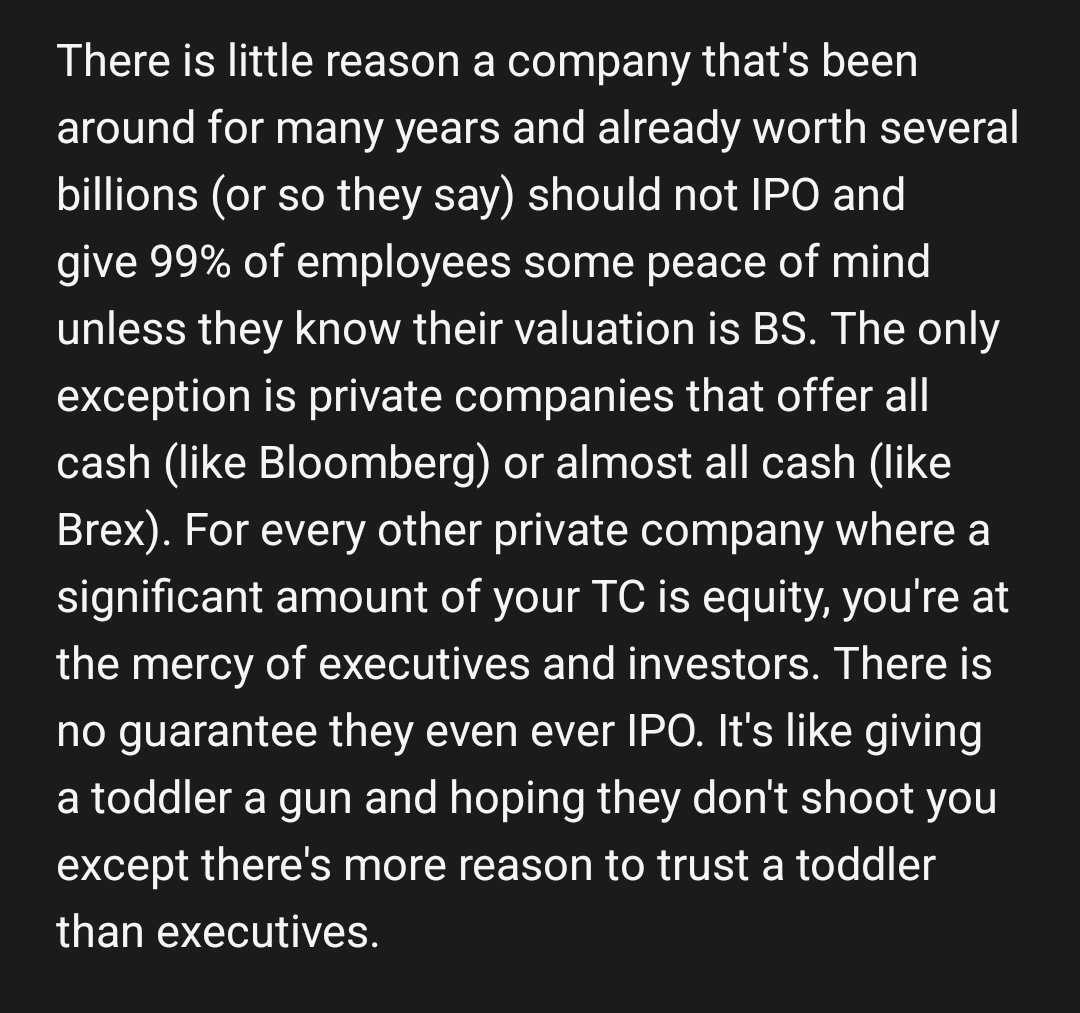 There is little reason a company that's been
around for many years and already worth several
billions (or so they say) should not IPO and
give 99% of employees some peace of mind
unless they know their valuation is BS. The only
exception is private companies that offer all
cash (like Bloomberg) or almost all cash (like
Brex). For every other private company where a
significant amount of your TC is equity, you're at
the mercy of executives and investors. There is
no guarantee they even ever IPO. It's like giving
a toddler a gun and hoping they don't shoot you
except there's more reason to trust a toddler
than executives.